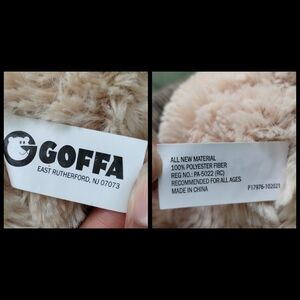 GOFFA
EAST RUTHERFORD, NJ 07073
ALL NEW MATERIAL
100% POLYESTER FIBER
REG NO.: PA-5022 (RC)
RECOMMENDED FOR ALL AGES
MADE IN CHINA P17976-102021